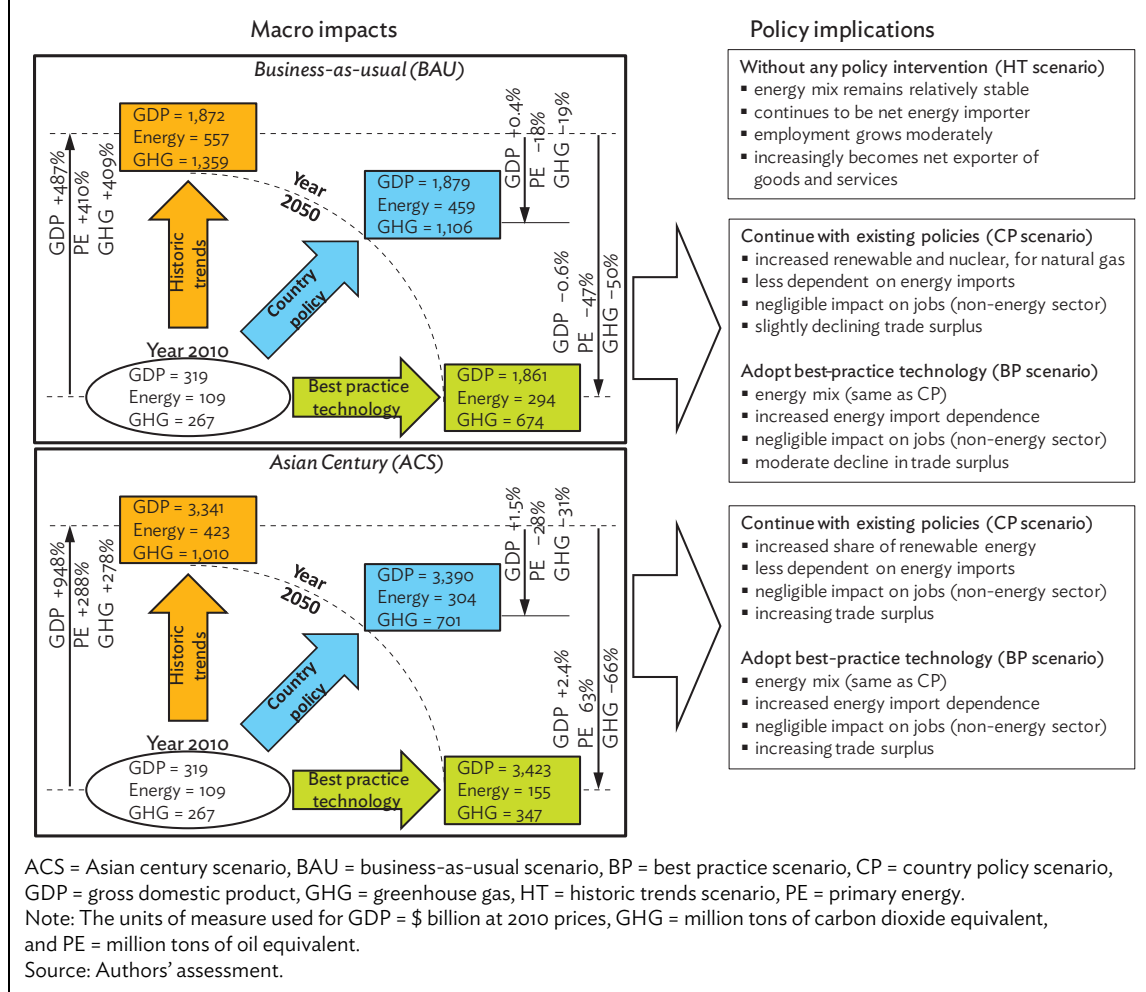 Macro impacts
Policy implications
Business-as-usual (BAU)
GDP = 1,872
Energy = 557
GHG = 1,359
GDP +487%
PE +410%
GHG +409%
Historic
trends
Year
2050
GDP = 1,879
Energy = 459
GHG = 1,106
GDP +0.4%
PE –18%
GHG –19%
Country
policy
GDP –0.6%
PE –47%
GHG –50%
Year 2010
GDP = 319
Energy = 109
GHG = 267
Best practice
technology
GDP = 1,861
Energy = 294
GHG = 674
Asian Century (ACS)
GDP = 3,341
Energy = 423
GHG = 1,010
GDP +948%
PE +288%
GHG +278%
Historic
trends
Year
2050
GDP = 3,390
Energy = 304
GHG = 701
GDP +1.5%
PE –28%
GHG –31%
Country
policy
GDP +2.4%
PE 63%
GHG –66%
Year 2010
GDP = 319
Energy = 109
GHG = 267
Best practice
technology
GDP = 3,423
Energy = 155
GHG = 347
Without any policy intervention (HT scenario)
▪ energy mix remains relatively stable
▪ continues to be net energy importer
▪ employment grows moderately
▪ increasingly becomes net exporter of
goods and services
Continue with existing policies (CP scenario)
▪ increased renewable and nuclear, for natural gas
▪ less dependent on energy imports
▪ negligible impact on jobs (non-energy sector)
▪ slightly declining trade surplus
Adopt best-practice technology (BP scenario)
▪ energy mix (same as CP)
▪ increased energy import dependence
▪ negligible impact on jobs (non-energy sector)
▪ moderate decline in trade surplus
Continue with existing policies (CP scenario)
▪ increased share of renewable energy
▪ less dependent on energy imports
▪ negligible impact on jobs (non-energy sector)
▪ increasing trade surplus
Adopt best-practice technology (BP scenario)
▪ energy mix (same as CP)
▪ increased energy import dependence
▪ negligible impact on jobs (non-energy sector)
▪ increasing trade surplus
ACS = Asian century scenario, BAU = business-as-usual scenario, BP = best practice scenario, CP = country policy scenario,
GDP = gross domestic product, GHG = greenhouse gas, HT = historic trends scenario, PE = primary energy.
Note: The units of measure used for GDP = $ billion at 2010 prices, GHG = million tons of carbon dioxide equivalent,
and PE = million tons of oil equivalent.
Source: Authors’ assessment.